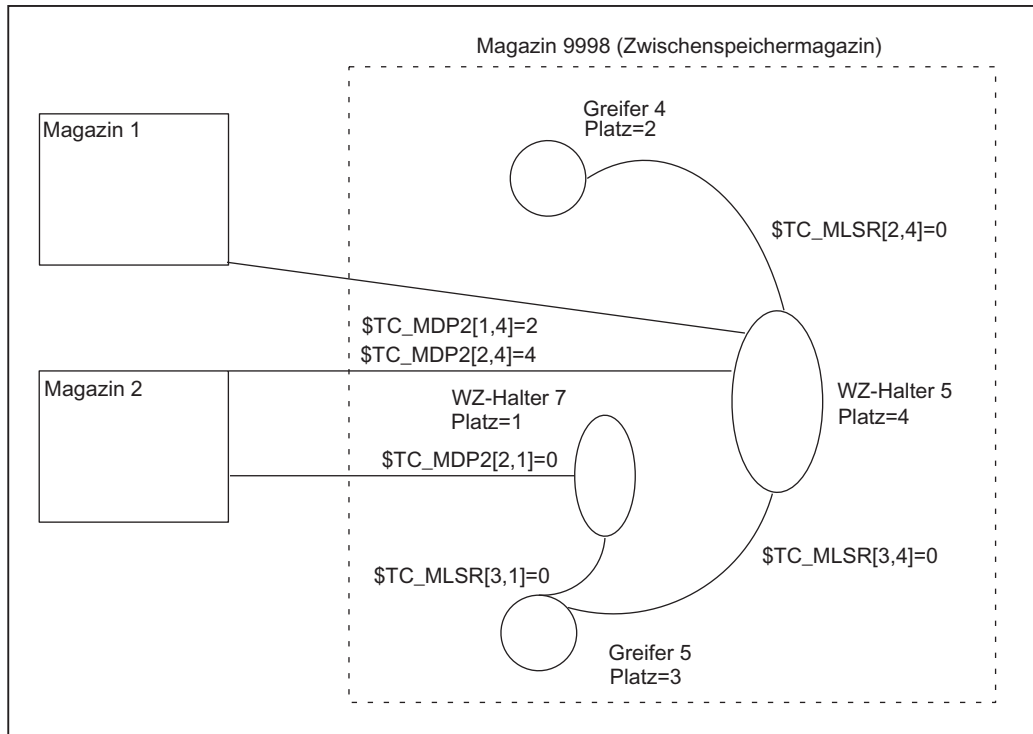 Magazin 9998 (Zwischenspeichermagazin)
Magazin 1
Greifer 4
Platz=2
$TC_MLSR[2,4]=0
$TC_MDP2[1,4]=2
$TC_MDP2[2,4]=4
Magazin 2
WZ-Halter 7
Platz=1
WZ-Halter 5
Platz=4
$TC_MDP2[2,1]=0
$TC_MLSR[3,4]=0
$TC_MLSR[3,1]=0
Greifer 5
Platz=3